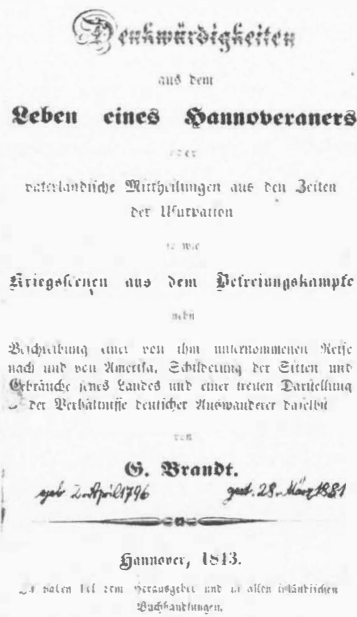 Denkwürdigkeiten
aus dem
Leben eines Hannoveraners
oder
vaterländische Mittheilungen aus den Zeiten
der Usurpation
so wie
Kriegsscenen aus dem Befreiungskampfe
nebst
Beschreibung einer von ihm unternommenen Reise
nach und von Amerika, Schilderung der Sitten und
Gebräuche jenes Landes und einer treuen Darstellung
der Verhältnisse deutscher Auswanderer daselbst
von
G. Brandt.
geb 2. April 1796 gest. 28. März 1881
Hannover, 1843.
Zu haben bei dem Herausgeber und in allen inländischen
Buchhandlungen.